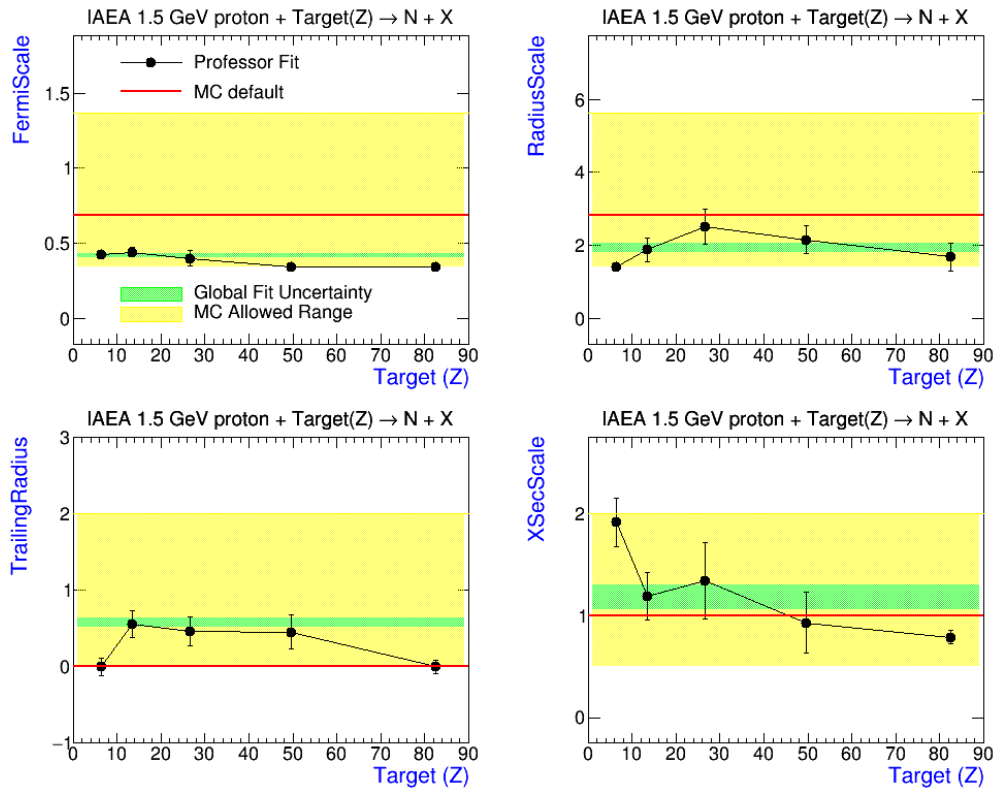 IAEA 1.5 GeV proton + Target(Z) → N + X
FermiScale
Professor Fit
MC default
Global Fit Uncertainty
MC Allowed Range
1.5
1
0.5
0
0 10 20 30 40 50 60 70 80 90
Target (Z)
IAEA 1.5 GeV proton + Target(Z) → N + X
RadiusScale
6
4
2
0
0 10 20 30 40 50 60 70 80 90
Target (Z)
IAEA 1.5 GeV proton + Target(Z) → N + X
TrailingRadius
3
2
1
0
−1
0 10 20 30 40 50 60 70 80 90
Target (Z)
IAEA 1.5 GeV proton + Target(Z) → N + X
XSecScale
2
1
0
0 10 20 30 40 50 60 70 80 90
Target (Z)